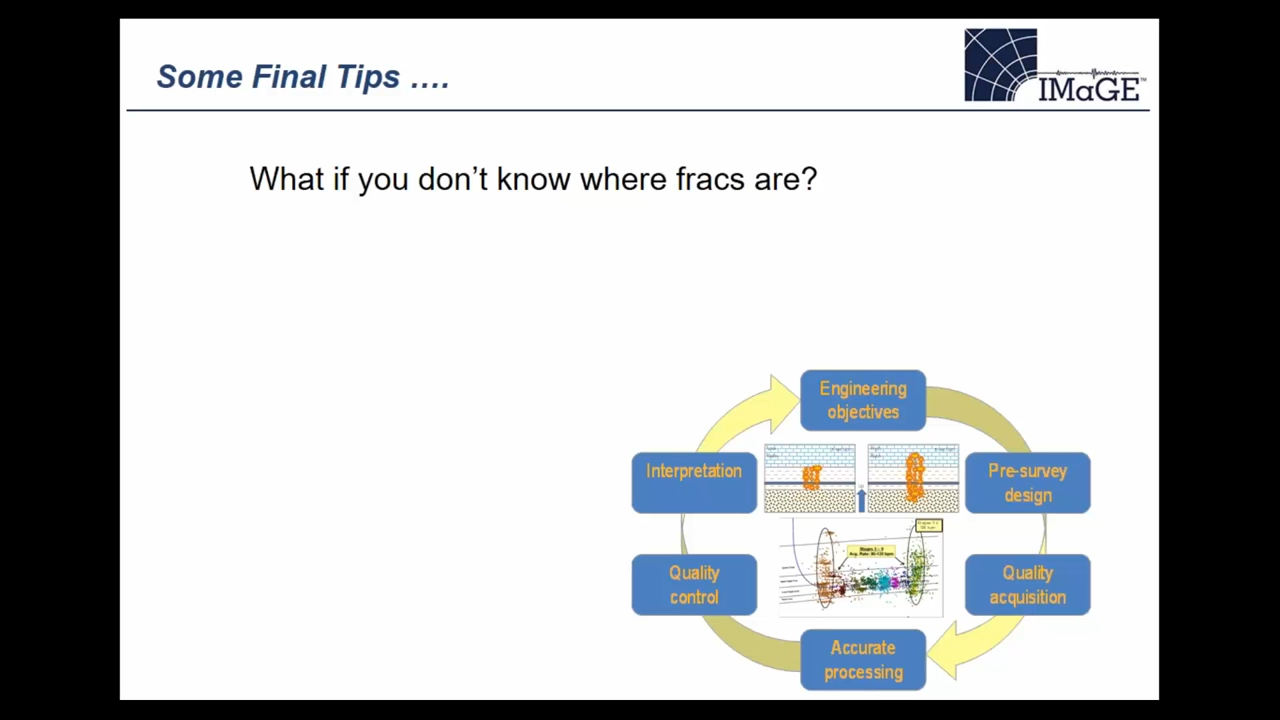 Some Final Tips ....
IMaGE™
What if you don't know where fracs are?
Engineering
objectives
Interpretation
Pre-survey
design
Quality
control
Quality
acquisition
Accurate
processing